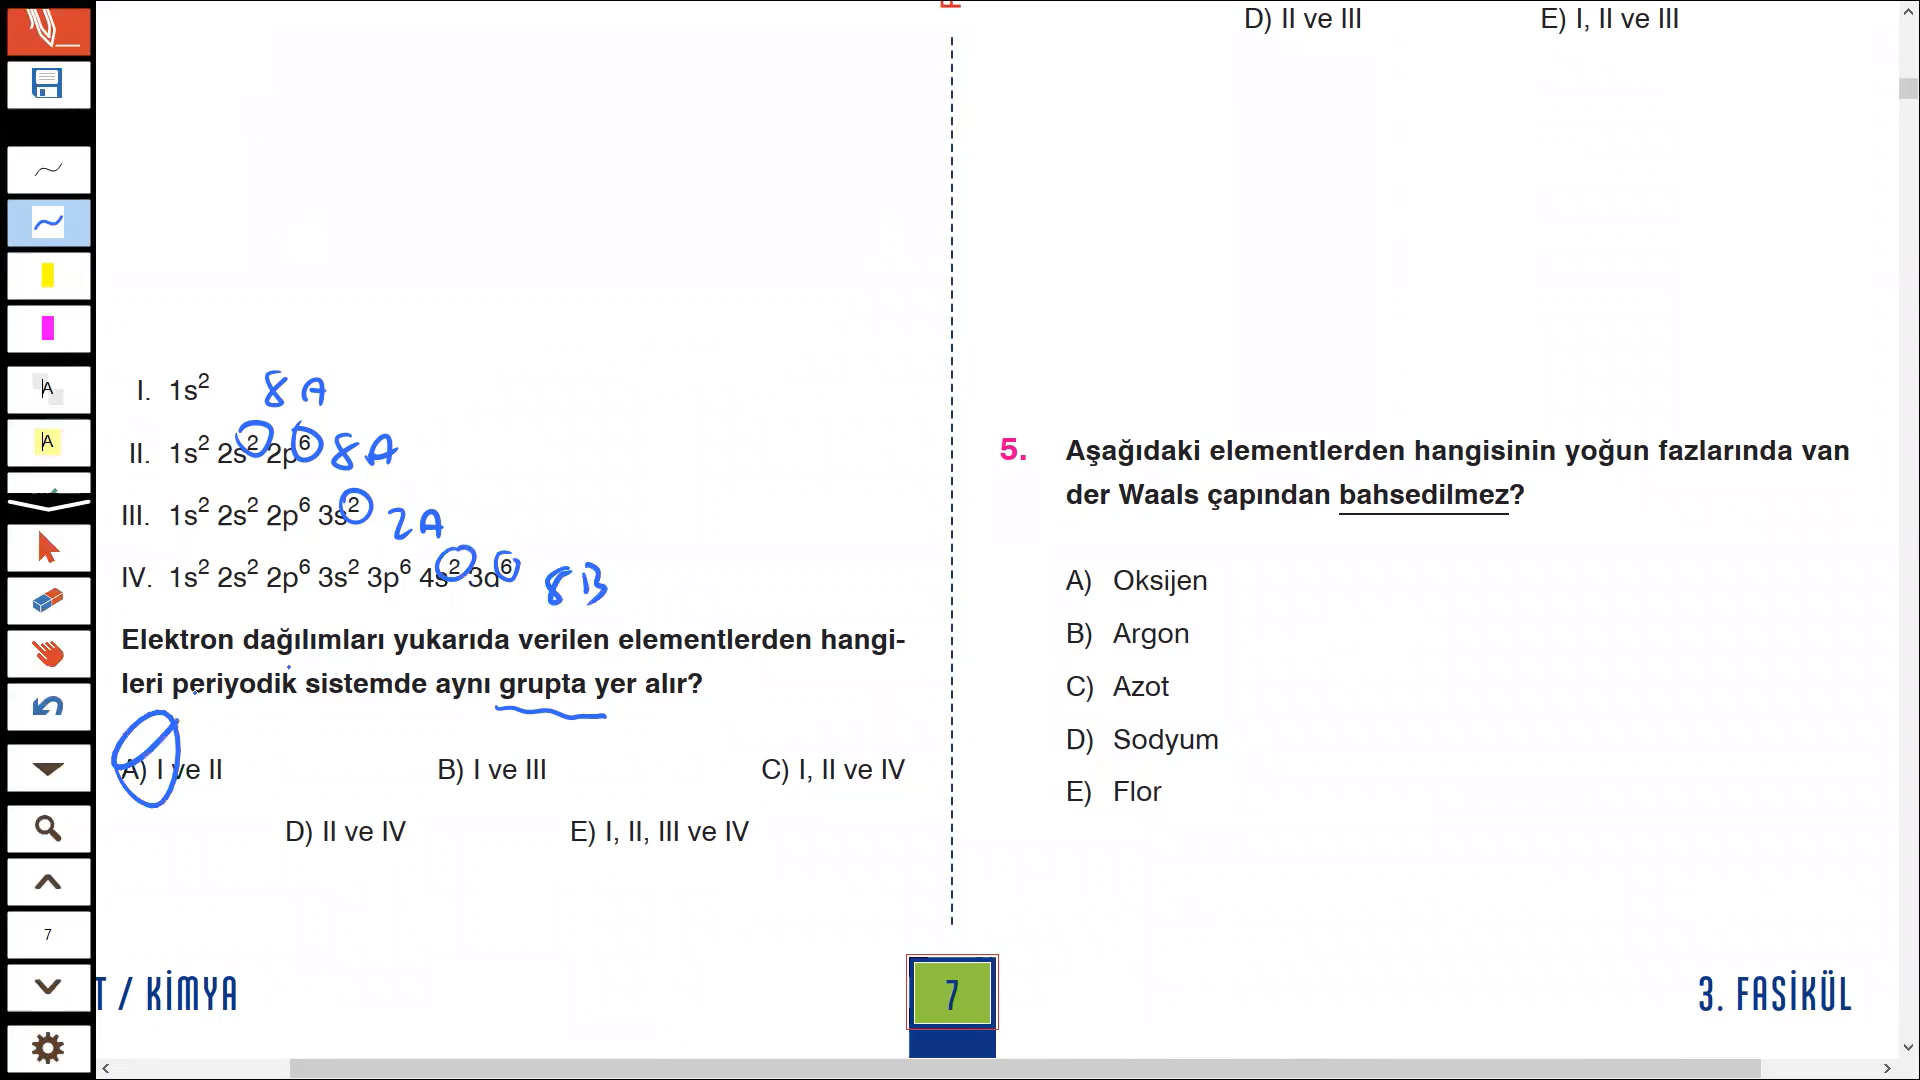 D) II ve III E) I, II ve III
I. 1s² 8A
II. 1s² 2s² 2p⁶ 8A
III. 1s² 2s² 2p⁶ 3s² 2A
IV. 1s² 2s² 2p⁶ 3s² 3p⁶ 4s² 3d⁶ 8B
Elektron dağılımları yukarıda verilen elementlerden hangi-
leri periyodik sistemde aynı grupta yer alır?
A) I ve II B) I ve III C) I, II ve IV
D) II ve IV E) I, II, III ve IV
5. Aşağıdaki elementlerden hangisinin yoğun fazlarında van
der Waals çapından bahsedilmez?
A) Oksijen
B) Argon
C) Azot
D) Sodyum
E) Flor
A
A
7
T / KİMYA
7
3. FASİKÜL